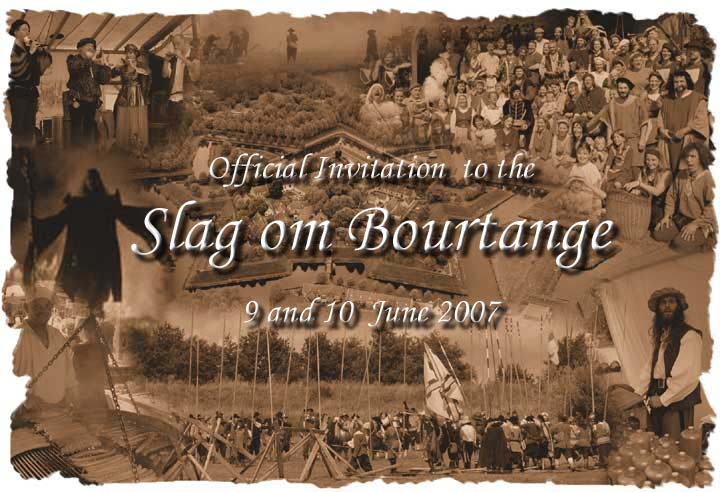 Official Invitation to the
Slag om Bourtange
9 and 10 June 2007